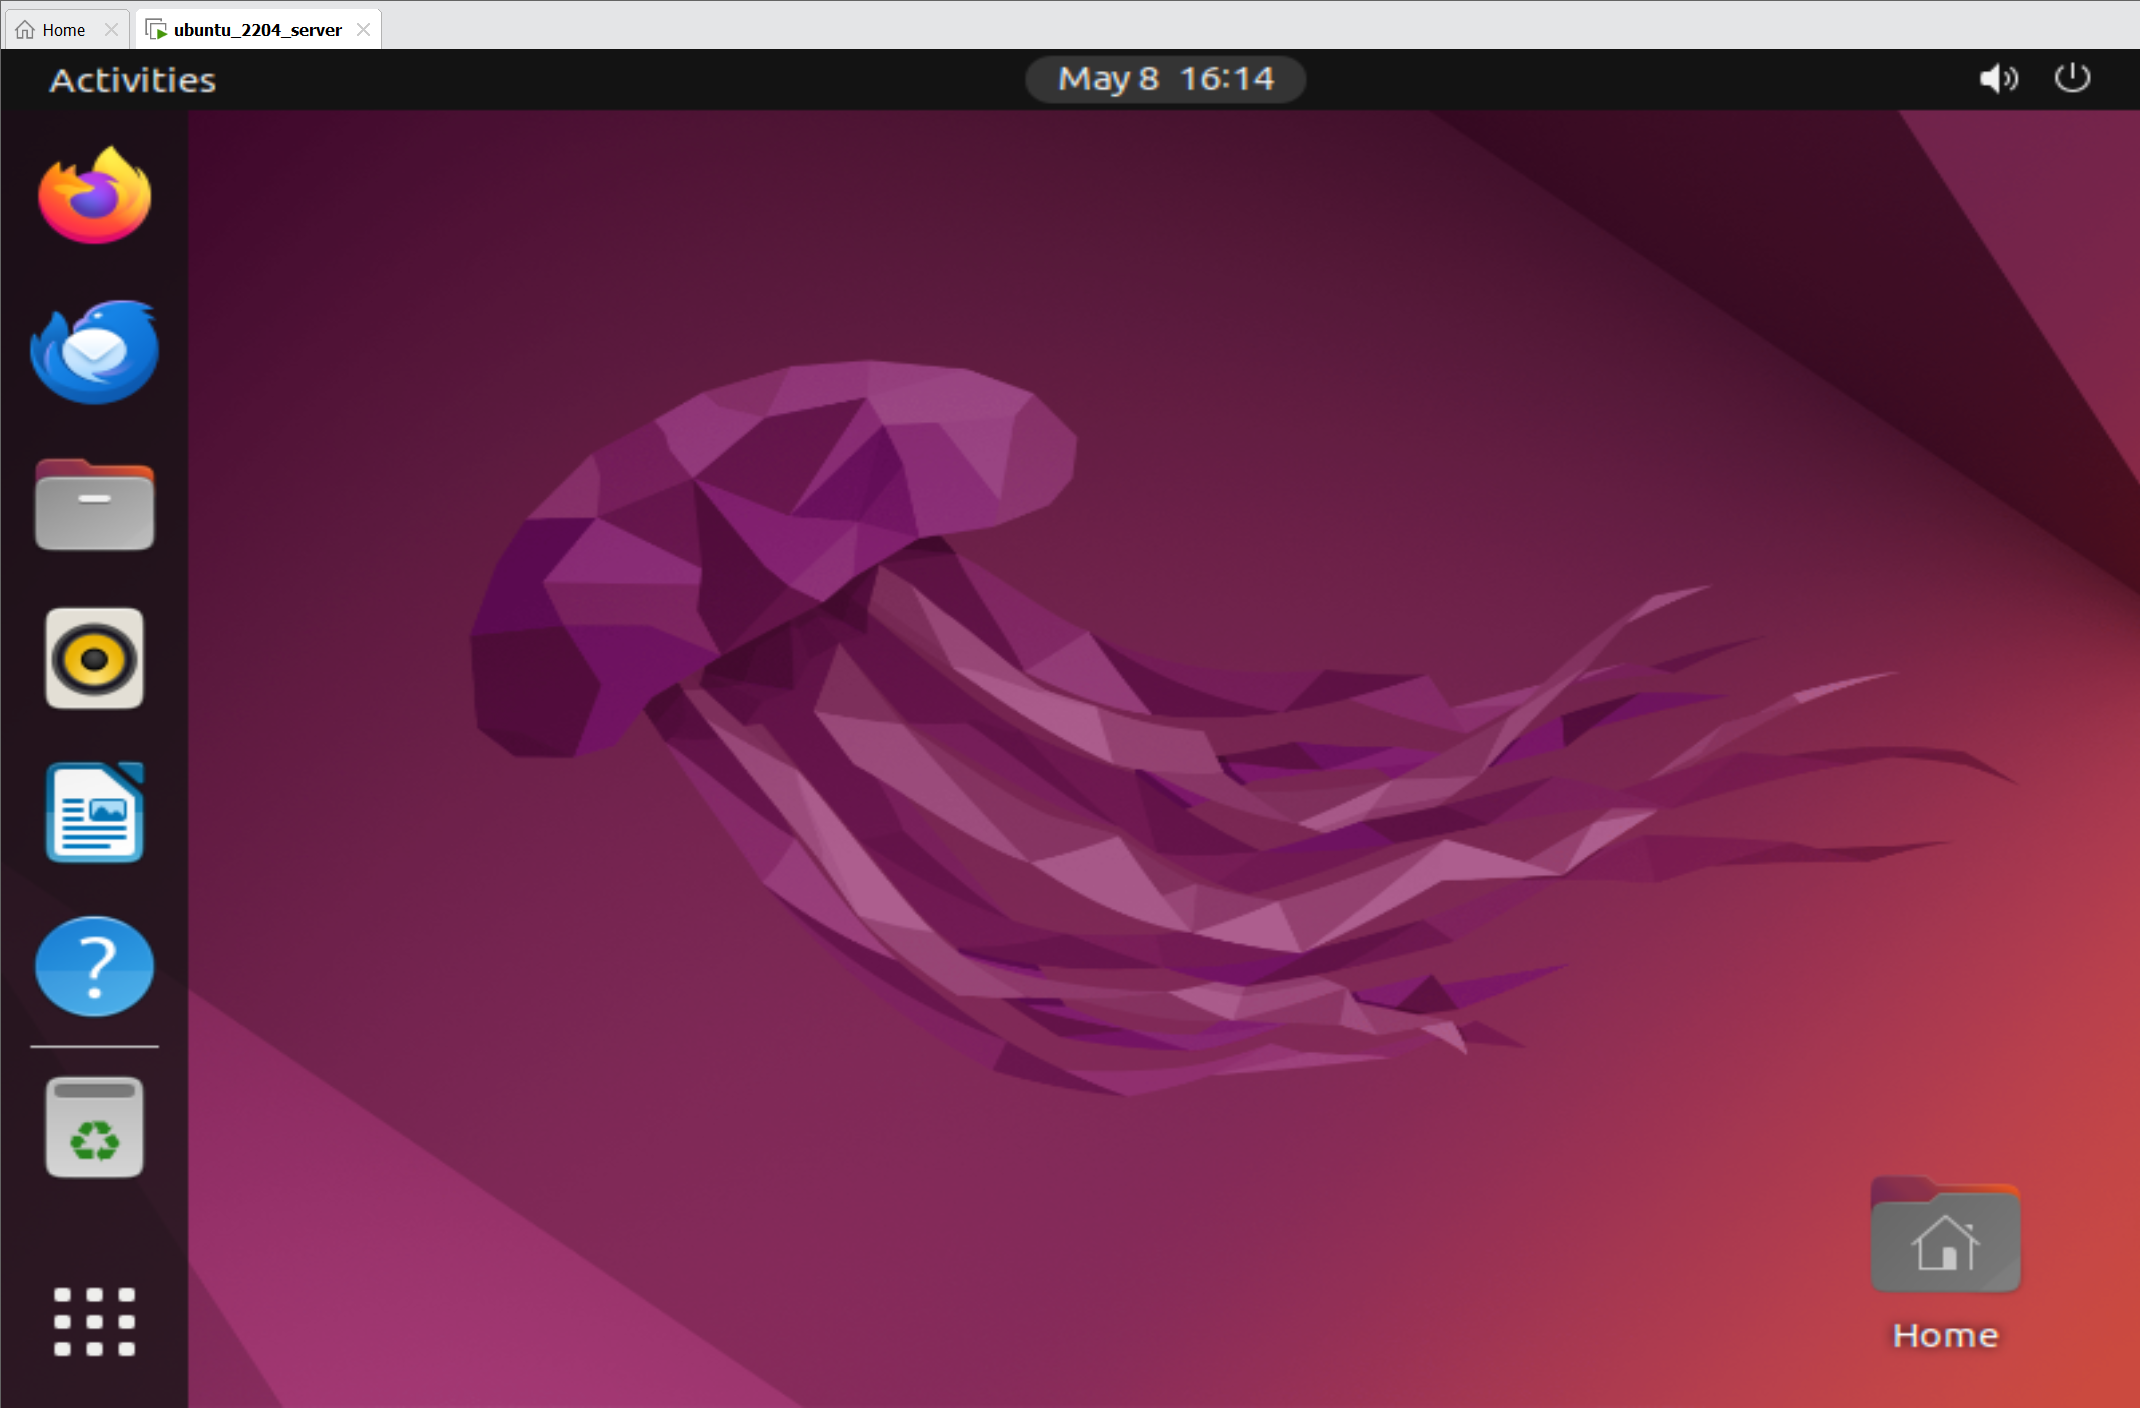 Home
ubuntu_2204_server
Activities
May 8 16:14
?
Home